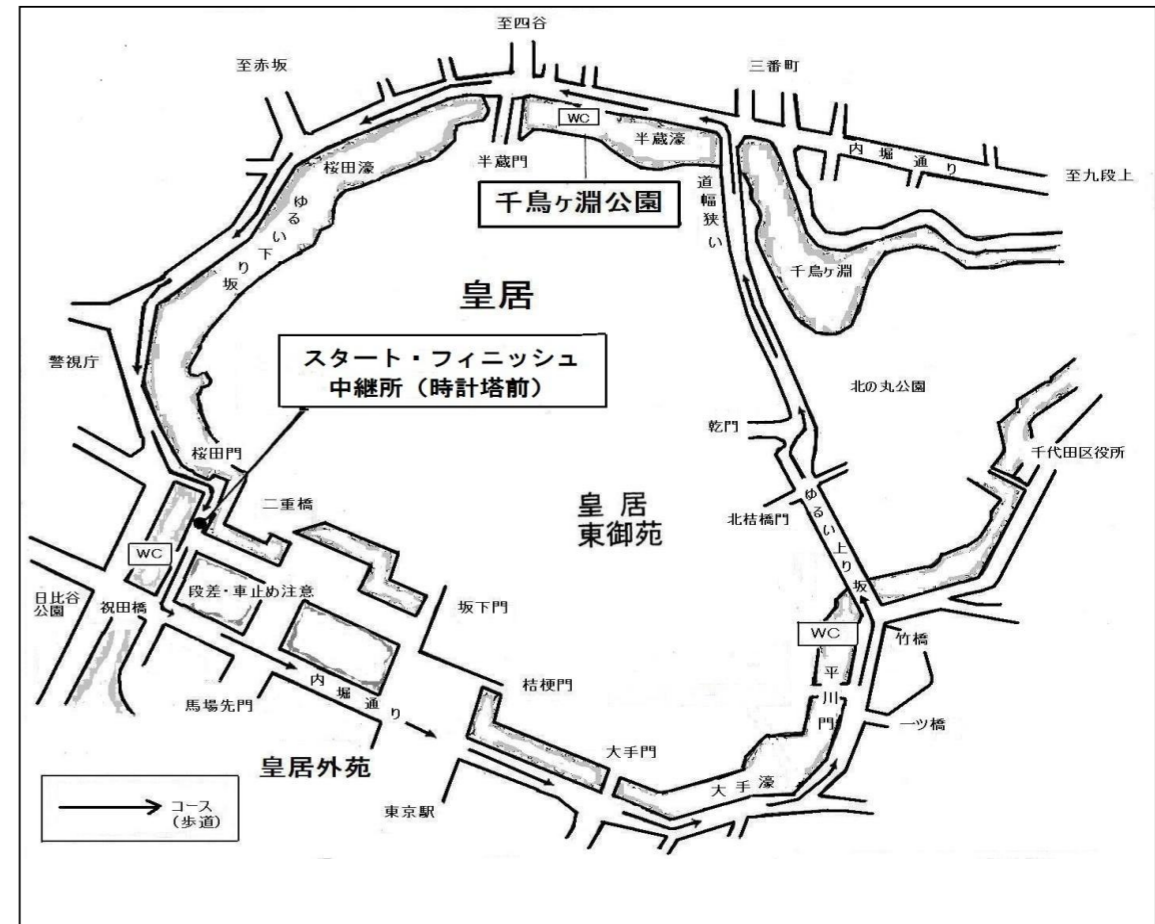 至四谷
至赤坂
三番町
WC
半蔵濠
内堀通り
半蔵門
桜田濠
至九段上
千鳥ヶ淵公園
道幅狭い
ゆるい下り坂
千鳥ヶ淵
皇居
スタート・フィニッシュ
中継所(時計塔前)
警視庁
北の丸公園
乾門
千代田区役所
桜田門
二重橋
皇居
東御苑
北桔橋門
ゆるい上り坂
WC
段差・車止め注意
日比谷
公園
祝田橋
坂下門
WC
竹橋
平川門
桔梗門
馬場先門
内堀通り
一ツ橋
皇居外苑
大手門
大手濠
東京駅
コース
(歩道)